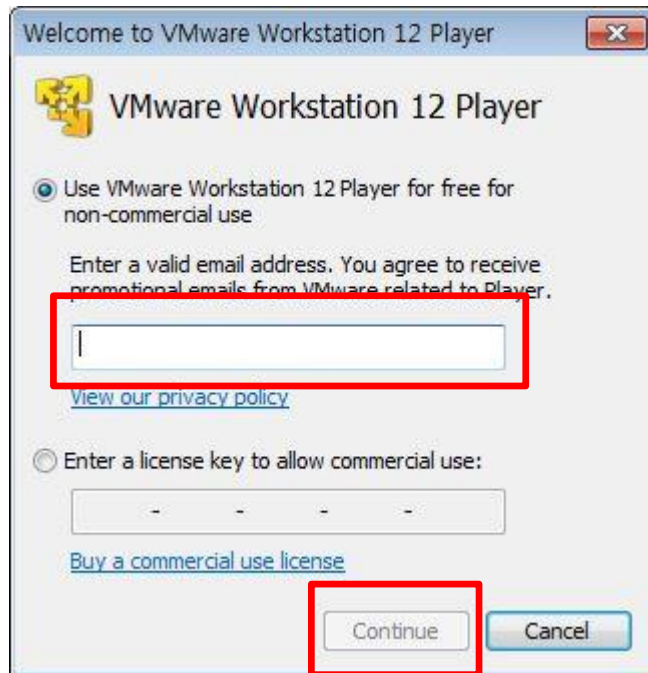 Welcome to VMware Workstation 12 Player
VMware Workstation 12 Player
Use VMware Workstation 12 Player for free for
non-commercial use
Enter a valid email address. You agree to receive
promotional emails from VMware related to Player.
View our privacy policy
Enter a license key to allow commercial use:
- - - -
Buy a commercial use license
Continue Cancel